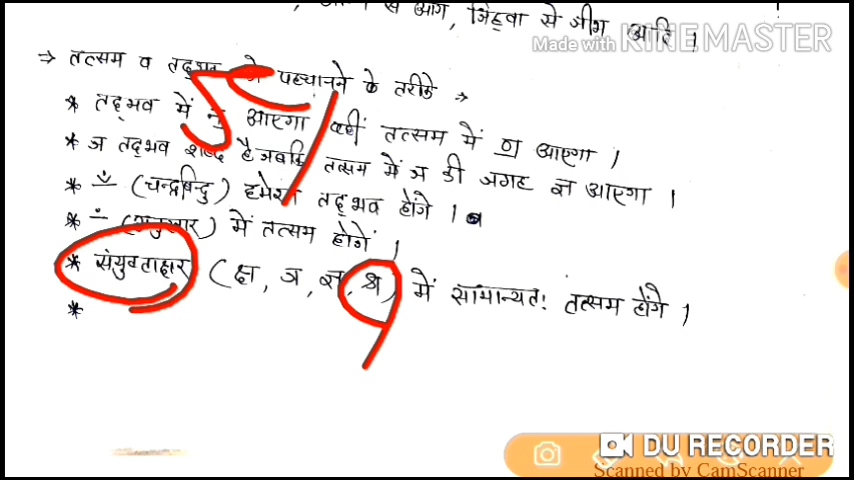 , जिह्वा से जीभ आदि ।
Made with KINEMASTER
⇒ तत्सम व तद्भव को पहचानने के तरीके ⇒
* तद्भव में न आएगा वहीं तत्सम में ण आएगा ।
* ज तद्भव शब्द है जबकि तत्सम में ज की जगह ज्ञ आएगा ।
* ँ (चन्द्रबिन्दु) हमेशा तद्भव होंगे ।
* ं (अनुस्वार) में तत्सम होगें ।
* संयुक्ताक्षर (क्ष, त्र, ज्ञ, श्र) में सामान्यतः तत्सम होंगे ।
*
DU RECORDER
Scanned by CamScanner